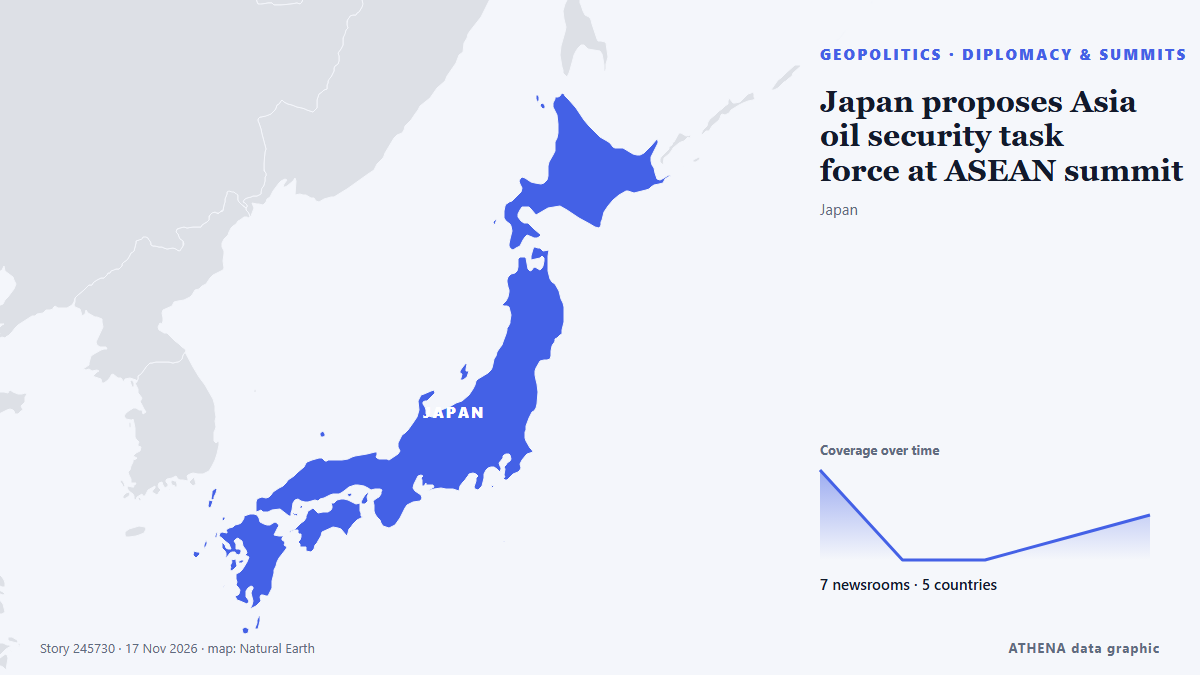 GEOPOLITICS · DIPLOMACY & SUMMITS
Japan proposes Asia
oil security task
force at ASEAN summit
Japan
JAPAN
Coverage over time
7 newsrooms · 5 countries
Story 245730 · 17 Nov 2026 · map: Natural Earth
ATHENA data graphic